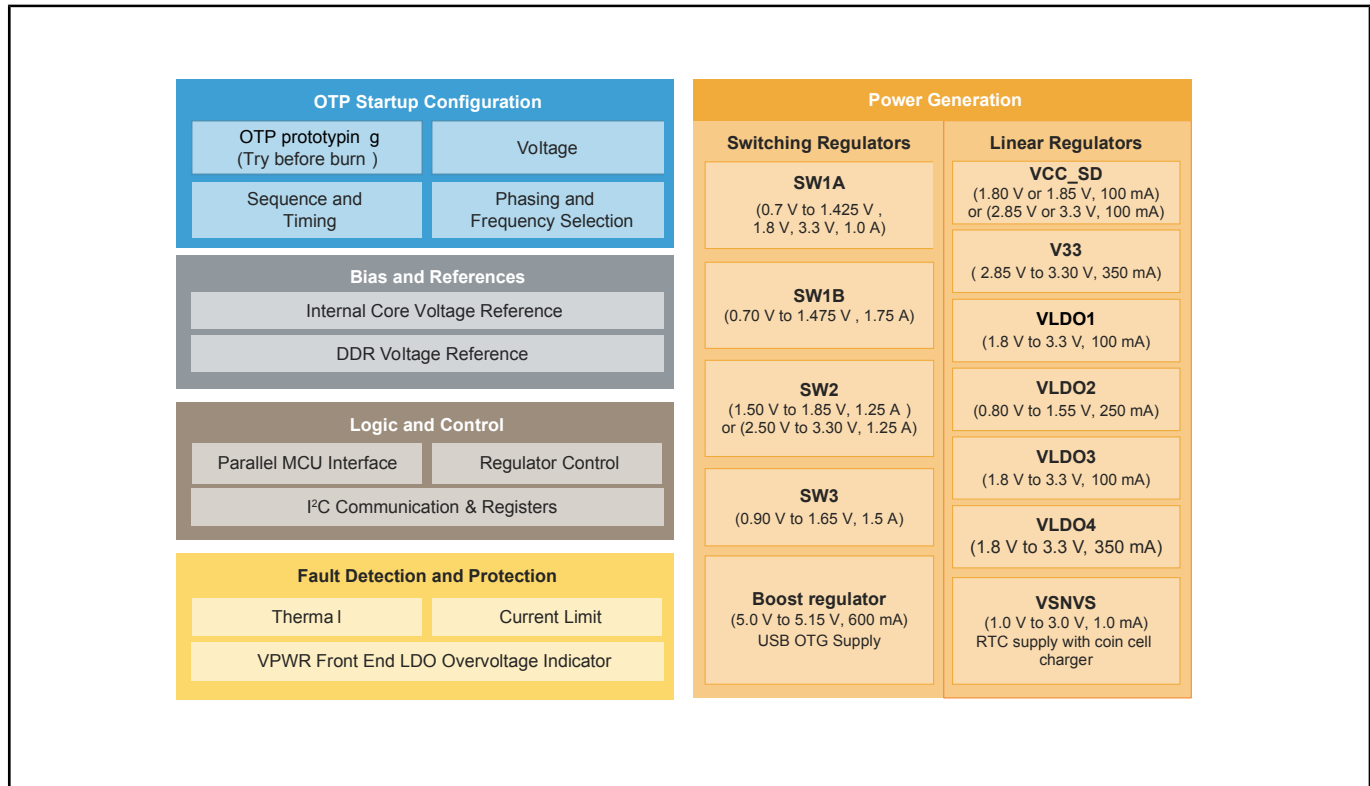 OTP Startup Configuration
OTP prototypin g
(Try before burn )
Voltage
Sequence and
Timing
Phasing and
Frequency Selection
Bias and References
Internal Core Voltage Reference
DDR Voltage Reference
Logic and Control
Parallel MCU Interface
Regulator Control
I²C Communication & Registers
Fault Detection and Protection
Therma l
Current Limit
VPWR Front End LDO Overvoltage Indicator
Power Generation
Switching Regulators
SW1A
(0.7 V to 1.425 V ,
1.8 V, 3.3 V, 1.0 A)
SW1B
(0.70 V to 1.475 V , 1.75 A)
SW2
(1.50 V to 1.85 V, 1.25 A )
or (2.50 V to 3.30 V, 1.25 A)
SW3
(0.90 V to 1.65 V, 1.5 A)
Boost regulator
(5.0 V to 5.15 V, 600 mA)
USB OTG Supply
Linear Regulators
VCC_SD
(1.80 V or 1.85 V, 100 mA)
or (2.85 V or 3.3 V, 100 mA)
V33
( 2.85 V to 3.30 V, 350 mA)
VLDO1
(1.8 V to 3.3 V, 100 mA)
VLDO2
(0.80 V to 1.55 V, 250 mA)
VLDO3
(1.8 V to 3.3 V, 100 mA)
VLDO4
(1.8 V to 3.3 V, 350 mA)
VSNVS
(1.0 V to 3.0 V, 1.0 mA)
RTC supply with coin cell
charger